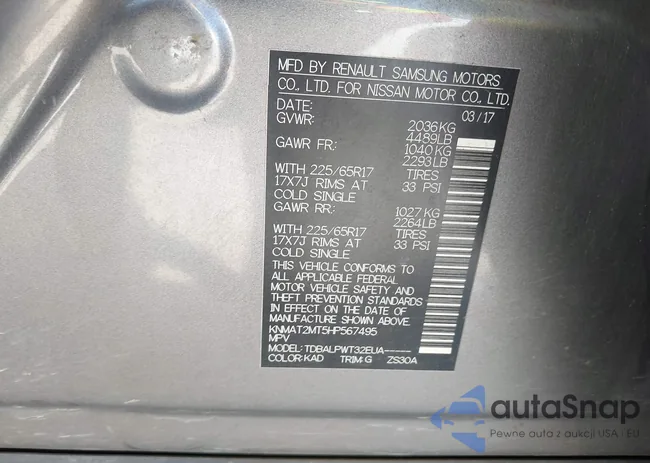 MFD BY RENAULT SAMSUNG MOTORS
CO., LTD. FOR NISSAN MOTOR CO., LTD.
DATE: 03/17
GVWR: 2036KG
4489LB
GAWR FR: 1040KG
2293LB
WITH 225/65R17 TIRES
17X7J RIMS AT 33 PSI
COLD SINGLE
GAWR RR: 1027KG
2264LB
WITH 225/65R17 TIRES
17X7J RIMS AT 33 PSI
COLD SINGLE
THIS VEHICLE CONFORMS TO
ALL APPLICABLE FEDERAL
MOTOR VEHICLE SAFETY AND
THEFT PREVENTION STANDARDS
IN EFFECT ON THE DATE OF
MANUFACTURE SHOWN ABOVE
KNMAT2MT5HP567495
MPV
MODEL: TDBALPWT32EUA-----
COLOR:KAD TRIM:G ZS30A
autaSnap
Pewne auta z aukcji USA i EU